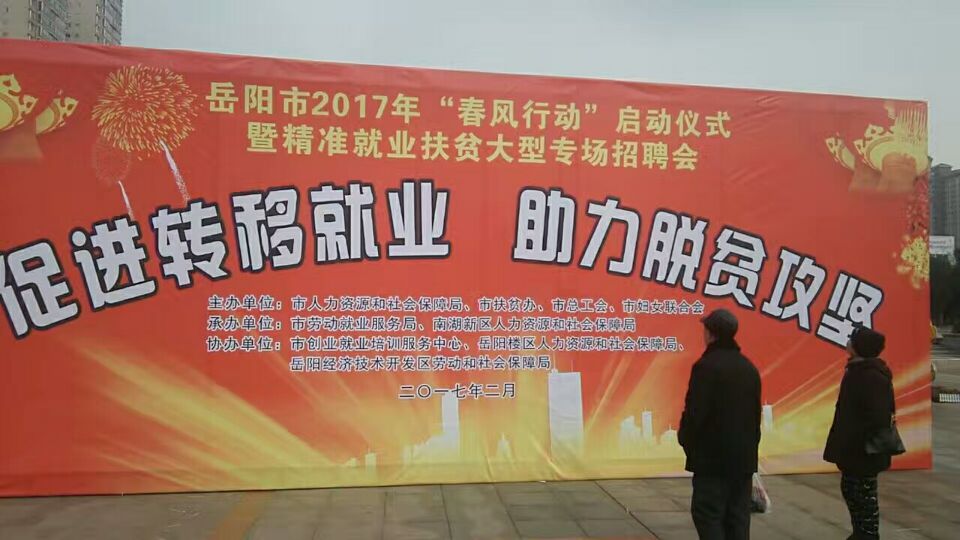 岳阳市2017年“春风行动”启动仪式
暨精准就业扶贫大型专场招聘会
促进转移就业 助力脱贫攻坚
主办单位：市人力资源和社会保障局、市扶贫办、市总工会、市妇女联合会
承办单位：市劳动就业服务局、南湖新区人力资源和社会保障局
协办单位：市创业就业培训服务中心、岳阳楼区人力资源和社会保障局、
岳阳经济技术开发区劳动和社会保障局
二〇一七年二月